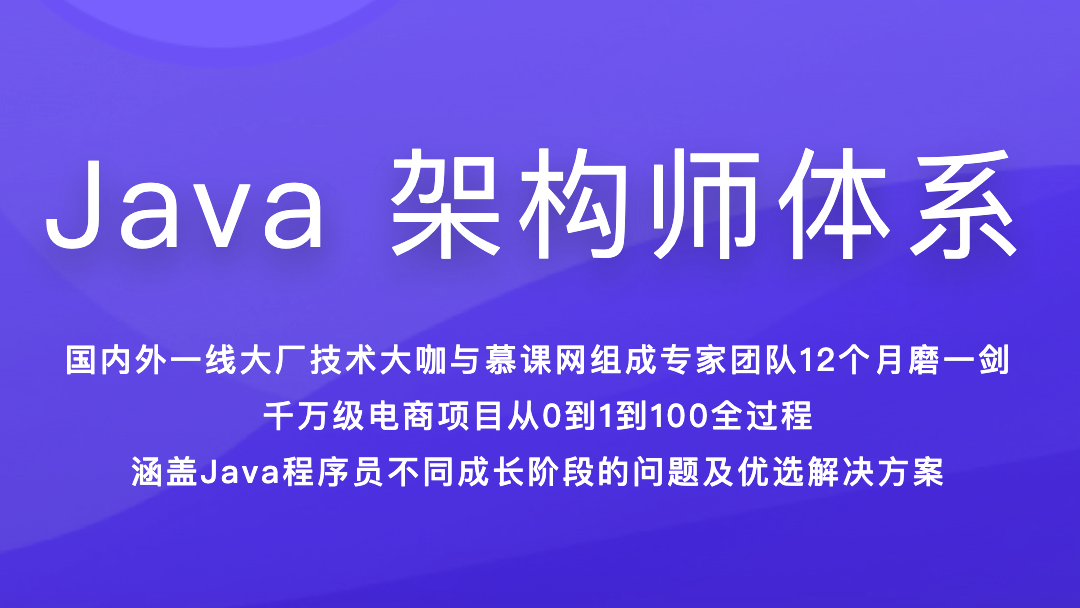 Java 架构师体系
国内外一线大厂技术大咖与慕课网组成专家团队12个月磨一剑
千万级电商项目从0到1到100全过程
涵盖Java程序员不同成长阶段的问题及优选解决方案